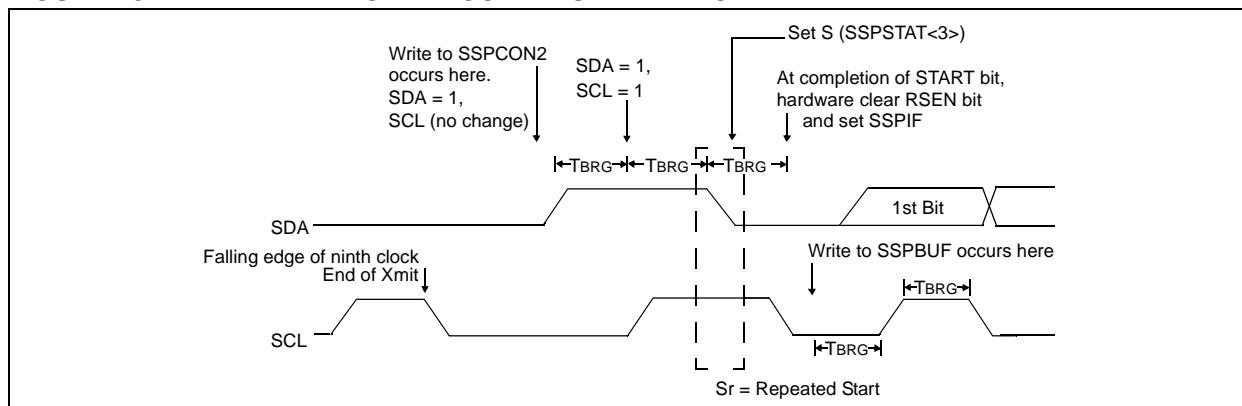 Set S (SSPSTAT<3>)
Write to SSPCON2
occurs here.
SDA = 1,
SCL (no change)
SDA = 1,
SCL = 1
At completion of START bit,
hardware clear RSEN bit
and set SSPIF
TBRG
TBRG
TBRG
SDA
1st Bit
Falling edge of ninth clock
End of Xmit
Write to SSPBUF occurs here
TBRG
SCL
TBRG
Sr = Repeated Start